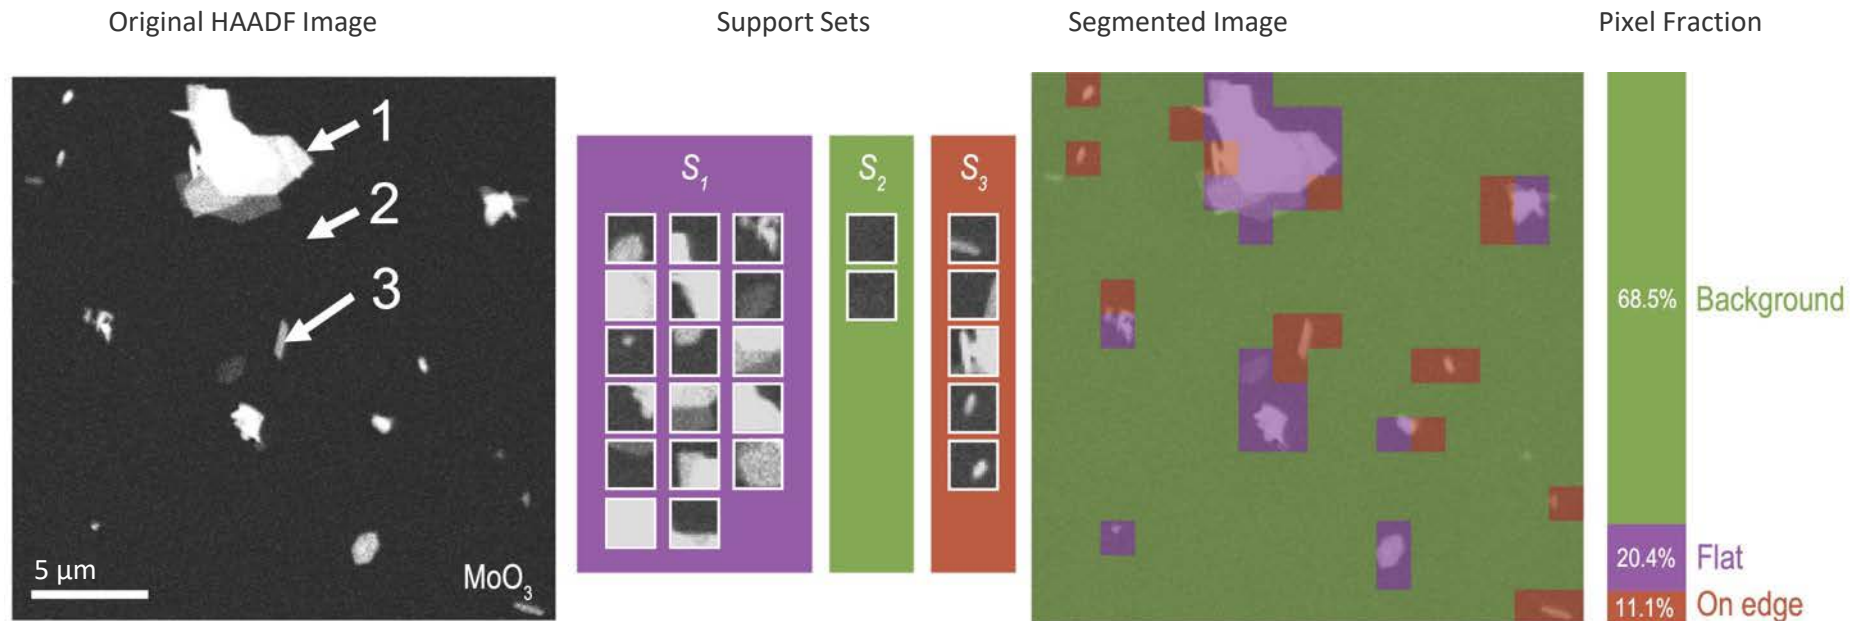 Original HAADF Image
Support Sets
Segmented Image
Pixel Fraction
1
2
3
5 µm
MoO₃
S₁
S₂
S₃
68.5%
Background
20.4%
Flat
11.1%
On edge